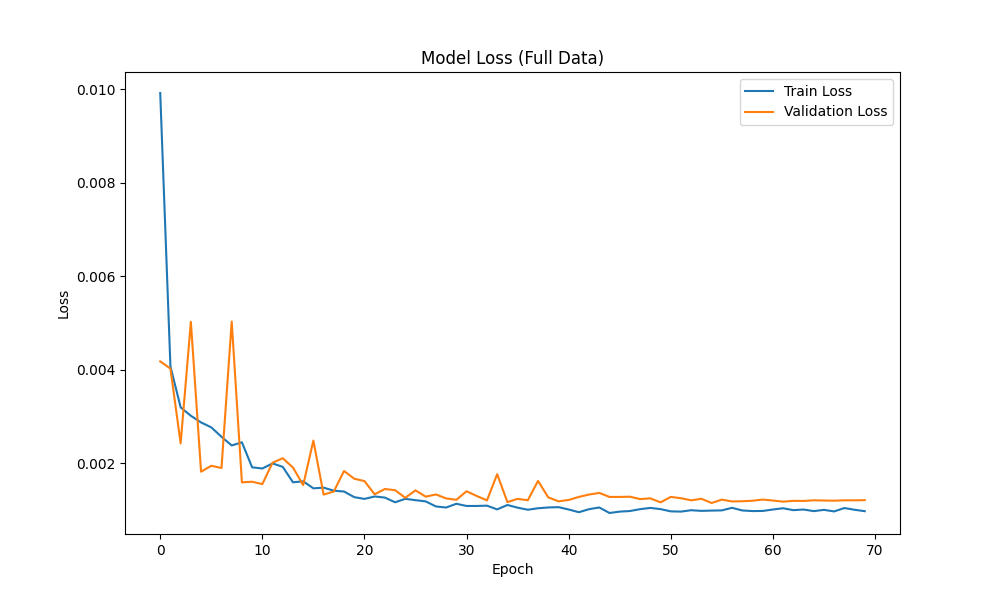 Model Loss (Full Data)
Train Loss
Validation Loss
0.010
0.008
0.006
0.004
0.002
Loss
0 10 20 30 40 50 60 70
Epoch